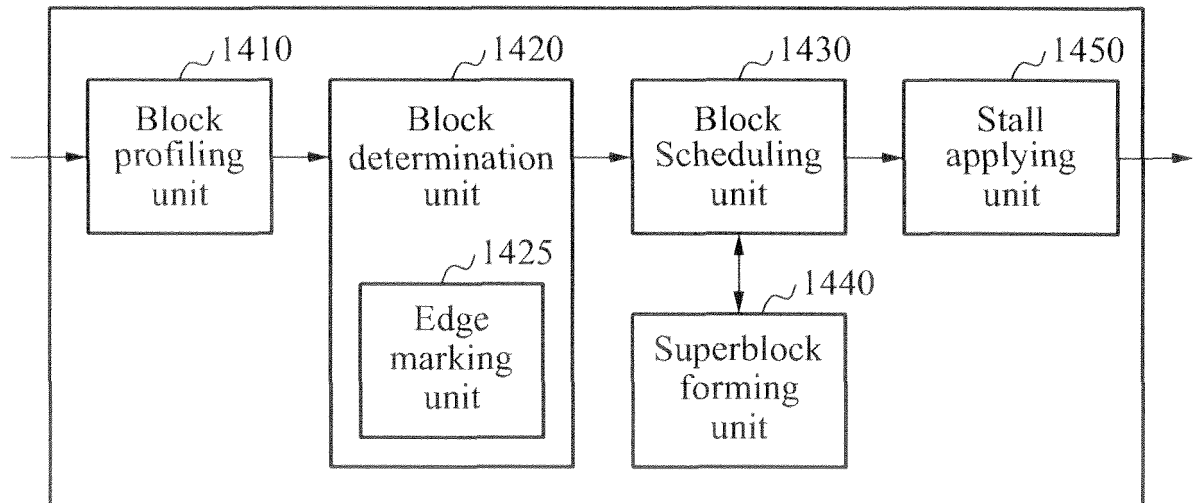 1410
Block
profiling
unit
1420
Block
determination
unit
1425
Edge
marking
unit
1430
Block
Scheduling
unit
1440
Superblock
forming
unit
1450
Stall
applying
unit